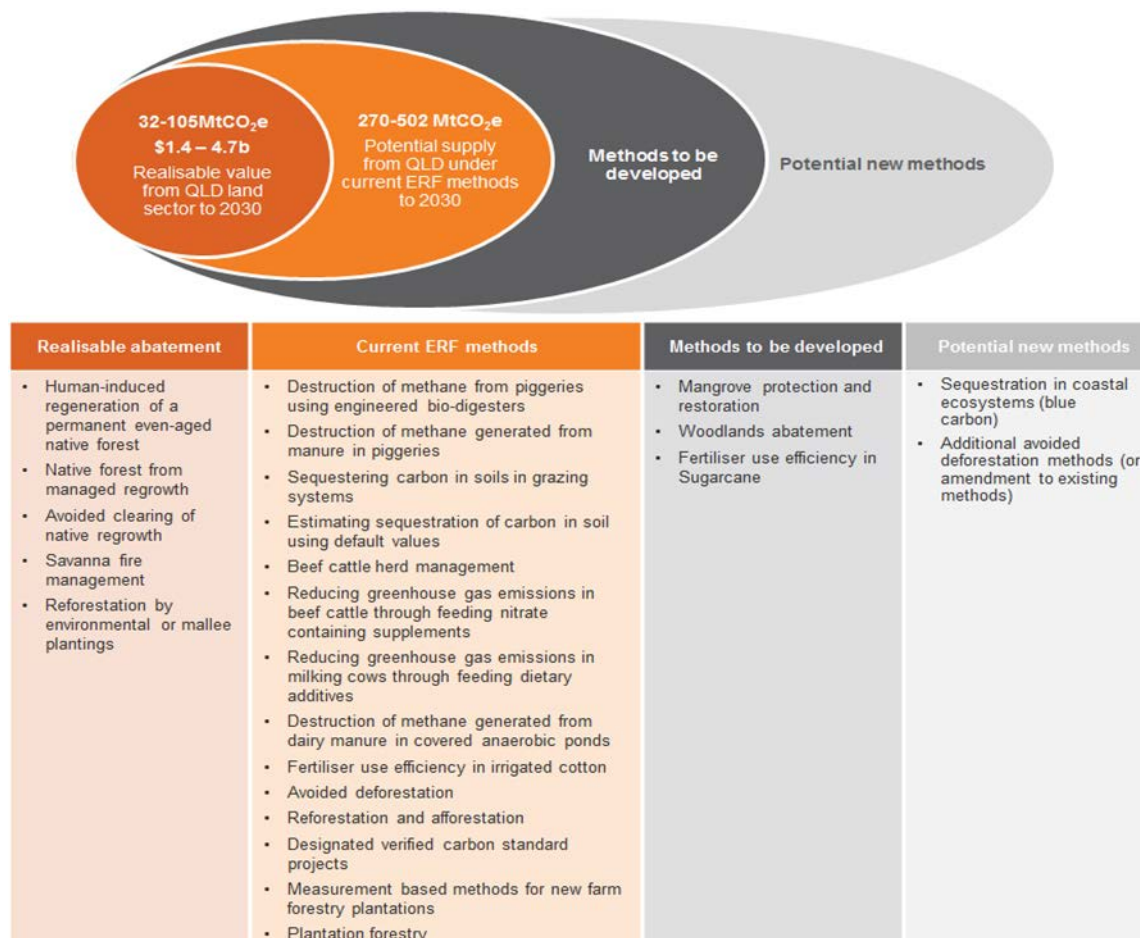 32-105MtCO₂e
$1.4 – 4.7b
Realisable value
from QLD land
sector to 2030
270-502 MtCO₂e
Potential supply
from QLD under
current ERF methods
to 2030
Methods to be
developed
Potential new methods
Realisable abatement
• Human-induced
regeneration of a
permanent even-aged
native forest
• Native forest from
managed regrowth
• Avoided clearing of
native regrowth
• Savanna fire
management
• Reforestation by
environmental or mallee
plantings
Current ERF methods
• Destruction of methane from piggeries
using engineered bio-digesters
• Destruction of methane generated from
manure in piggeries
• Sequestering carbon in soils in grazing
systems
• Estimating sequestration of carbon in soil
using default values
• Beef cattle herd management
• Reducing greenhouse gas emissions in
beef cattle through feeding nitrate
containing supplements
• Reducing greenhouse gas emissions in
milking cows through feeding dietary
additives
• Destruction of methane generated from
dairy manure in covered anaerobic ponds
• Fertiliser use efficiency in irrigated cotton
• Avoided deforestation
• Reforestation and afforestation
• Designated verified carbon standard
projects
• Measurement based methods for new farm
forestry plantations
• Plantation forestry
Methods to be developed
• Mangrove protection and
restoration
• Woodlands abatement
• Fertiliser use efficiency in
Sugarcane
Potential new methods
• Sequestration in coastal
ecosystems (blue
carbon)
• Additional avoided
deforestation methods (or
amendment to existing
methods)